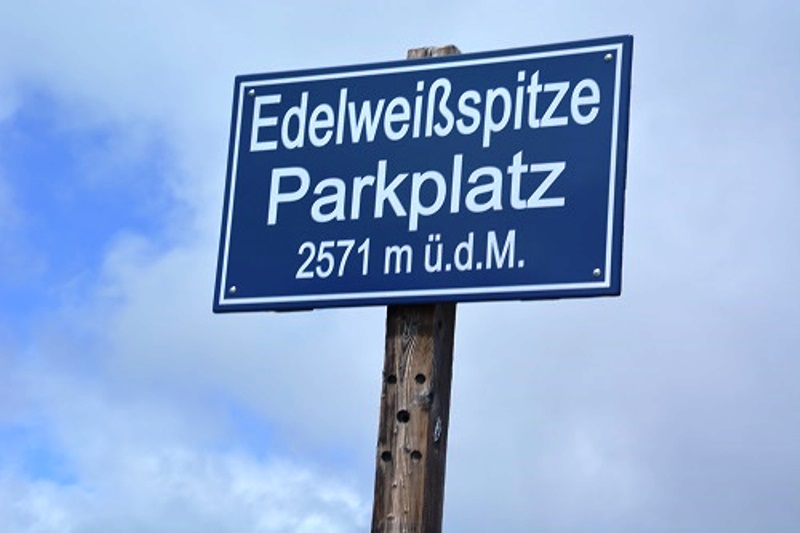 Edelweißspitze
Parkplatz
2571 m ü.d.M.